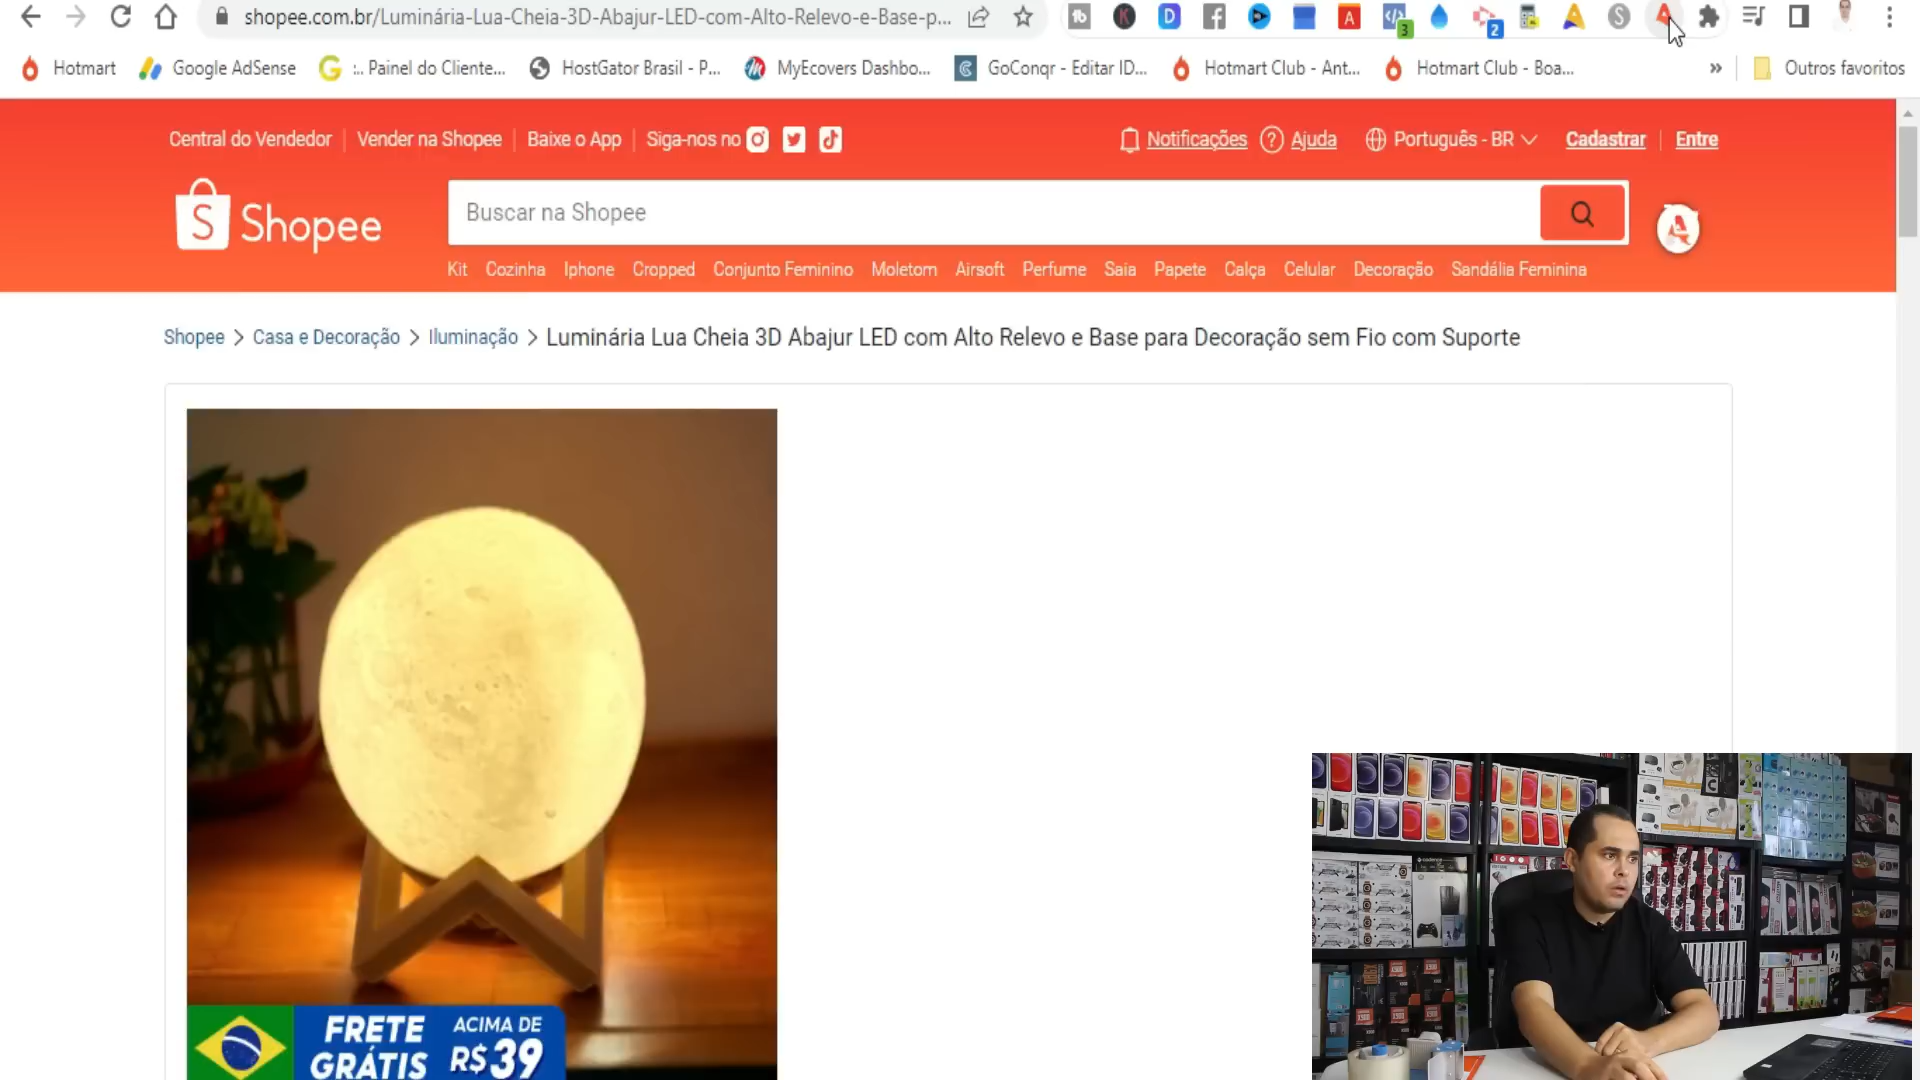 shopee.com.br/Luminária-Lua-Cheia-3D-Abajur-LED-com-Alto-Relevo-e-Base-p...
3
2
Hotmart
Google AdSense
:.. Painel do Cliente...
HostGator Brasil - P...
MyEcovers Dashbo...
GoConqr - Editar ID...
Hotmart Club - Ant...
Hotmart Club - Boa...
»
Outros favoritos
Central do Vendedor
Vender na Shopee
Baixe o App
Siga-nos no
Notificações
Ajuda
Português - BR
Cadastrar
Entre
Shopee
Buscar na Shopee
Kit Cozinha Iphone Cropped Conjunto Feminino Moletom Airsoft Perfume Saia Papete Calça Celular Decoração Sandália Feminina
Shopee > Casa e Decoração > Iluminação > Luminária Lua Cheia 3D Abajur LED com Alto Relevo e Base para Decoração sem Fio com Suporte
FRETE
GRÁTIS
ACIMA DE
R$ 39